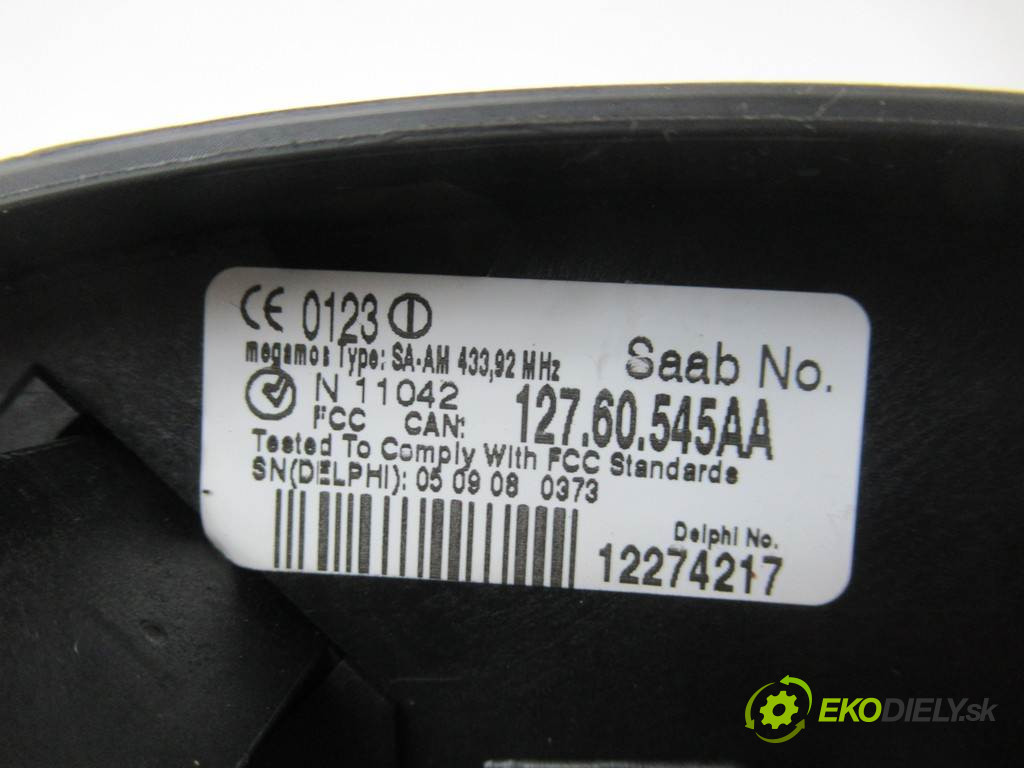 CE 0123
megamos Type: SA-AM 433,92 MHz
Saab No.
N 11042
127.60.545AA
FCC CAN:
Tested To Comply With FCC Standards
SN(DELPHI): 05 09 08 0373
Delphi No.
12274217
EKODIELY.sk